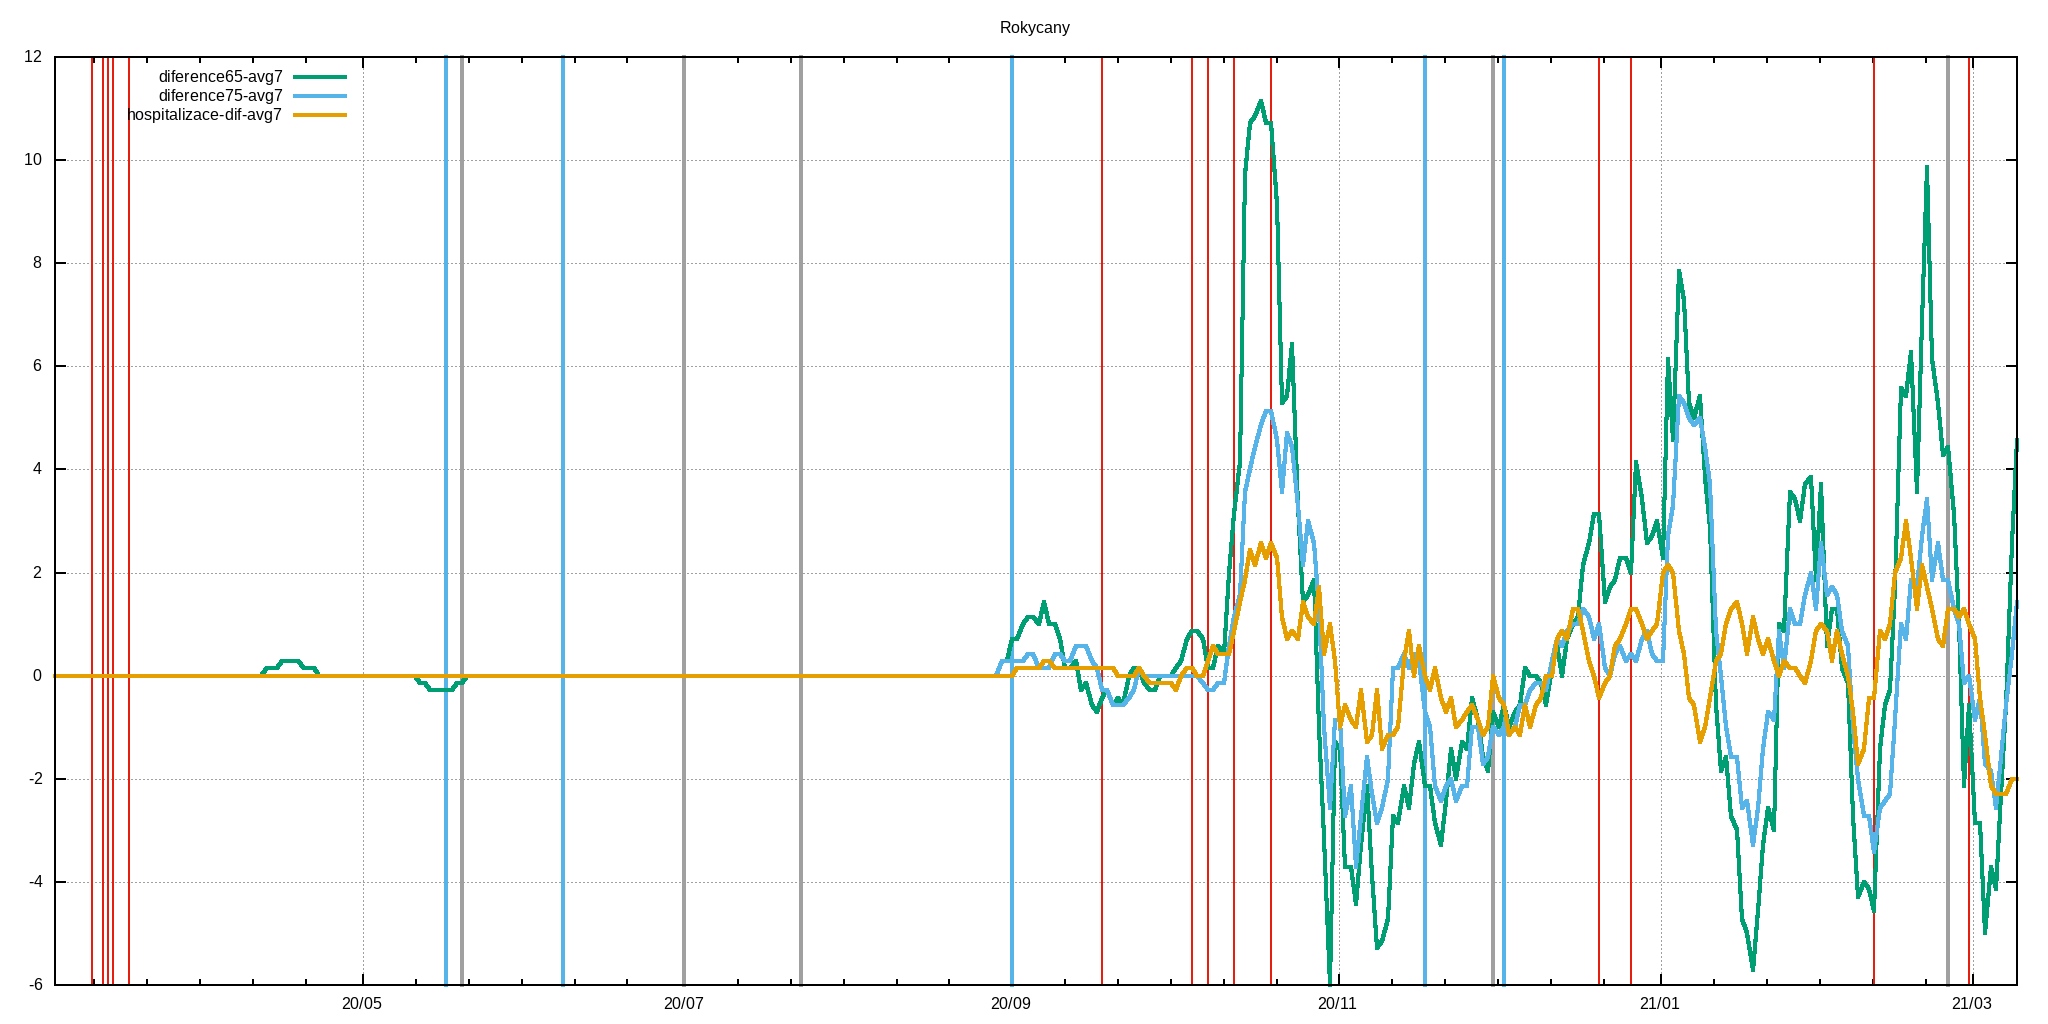 Rokycany
12
diference65-avg7
diference75-avg7
hospitalizace-dif-avg7
10
8
6
4
2
0
-2
-4
-6
20/05 20/07 20/09 20/11 21/01 21/03